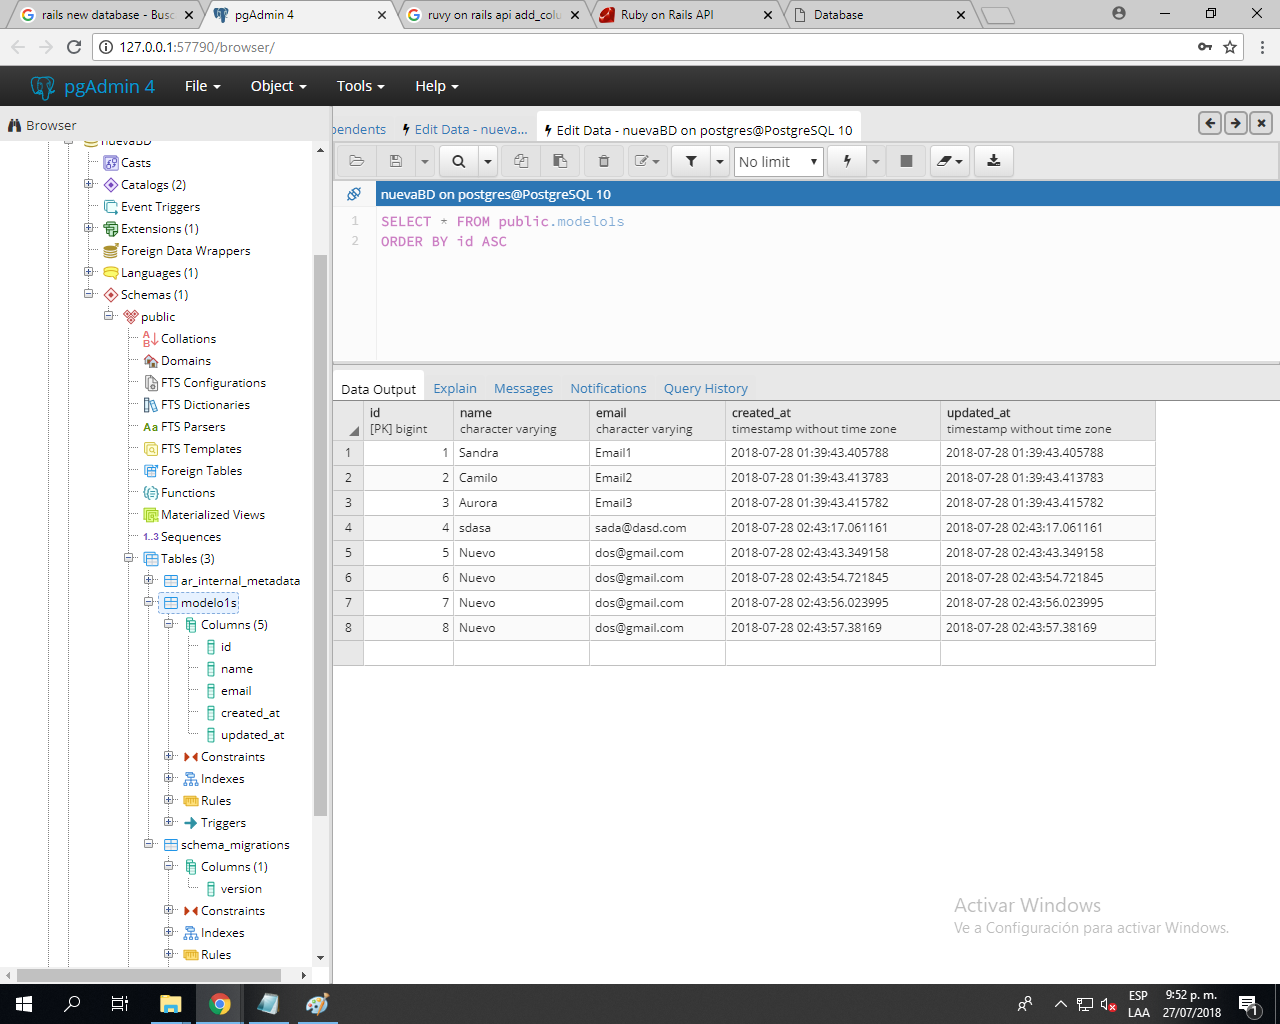 rails new database - Busc
pgAdmin 4
ruvy on rails api add_colu
Ruby on Rails API
Database
127.0.0.1:57790/browser/
pgAdmin 4
File
Object
Tools
Help
Browser
pendents
Edit Data - nueva...
Edit Data - nuevaBD on postgres@PostgreSQL 10
No limit
nuevaBD on postgres@PostgreSQL 10
1 SELECT * FROM public.modelo1s
2 ORDER BY id ASC
nuevaBD
Casts
Catalogs (2)
Event Triggers
Extensions (1)
Foreign Data Wrappers
Languages (1)
Schemas (1)
public
Collations
Domains
FTS Configurations
FTS Dictionaries
Aa FTS Parsers
FTS Templates
Foreign Tables
Functions
Materialized Views
1..3 Sequences
Tables (3)
ar_internal_metadata
modelo1s
Columns (5)
id
name
email
created_at
updated_at
Constraints
Indexes
Rules
Triggers
schema_migrations
Columns (1)
version
Constraints
Indexes
Rules
Data Output
Explain
Messages
Notifications
Query History
id name email created_at updated_at
[PK] bigint character varying character varying timestamp without time zone timestamp without time zone
1 1 Sandra Email1 2018-07-28 01:39:43.405788 2018-07-28 01:39:43.405788
2 2 Camilo Email2 2018-07-28 01:39:43.413783 2018-07-28 01:39:43.413783
3 3 Aurora Email3 2018-07-28 01:39:43.415782 2018-07-28 01:39:43.415782
4 4 sdasa sada@dasd.com 2018-07-28 02:43:17.061161 2018-07-28 02:43:17.061161
5 5 Nuevo dos@gmail.com 2018-07-28 02:43:43.349158 2018-07-28 02:43:43.349158
6 6 Nuevo dos@gmail.com 2018-07-28 02:43:54.721845 2018-07-28 02:43:54.721845
7 7 Nuevo dos@gmail.com 2018-07-28 02:43:56.023995 2018-07-28 02:43:56.023995
8 8 Nuevo dos@gmail.com 2018-07-28 02:43:57.38169 2018-07-28 02:43:57.38169
Activar Windows
Ve a Configuración para activar Windows.
ESP
LAA
9:52 p. m.
27/07/2018
1